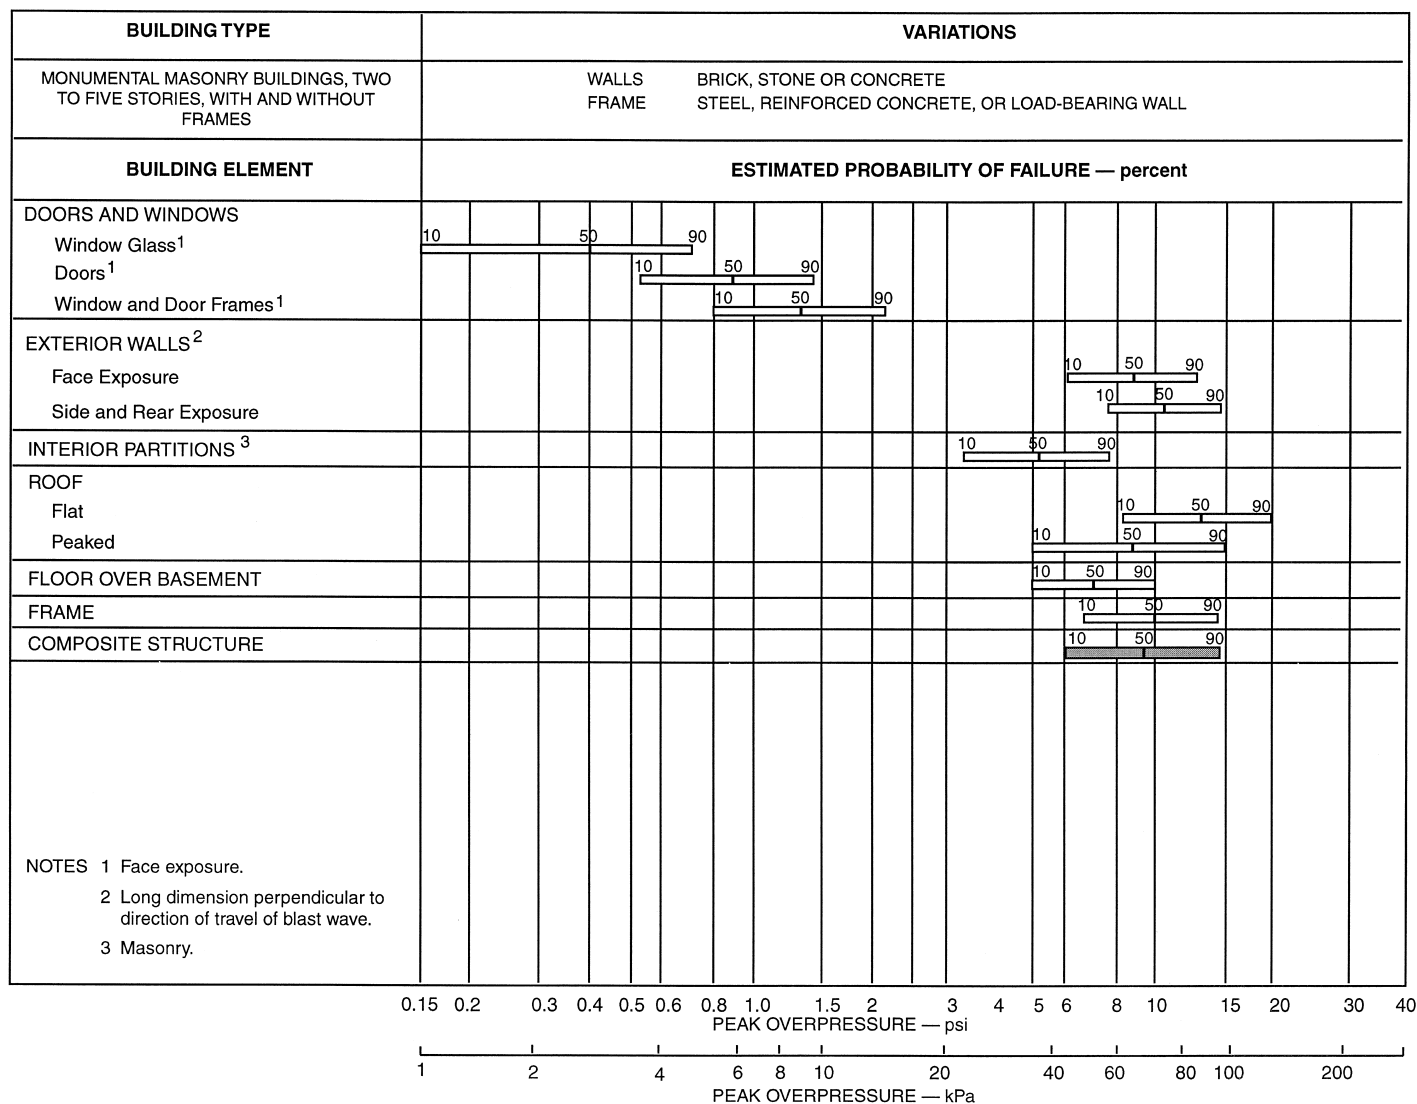 BUILDING TYPE
VARIATIONS
MONUMENTAL MASONRY BUILDINGS, TWO
TO FIVE STORIES, WITH AND WITHOUT
FRAMES
WALLS BRICK, STONE OR CONCRETE
FRAME STEEL, REINFORCED CONCRETE, OR LOAD-BEARING WALL
BUILDING ELEMENT
ESTIMATED PROBABILITY OF FAILURE — percent
DOORS AND WINDOWS
Window Glass1
10 50 90
Doors1
10 50 90
Window and Door Frames1
10 50 90
EXTERIOR WALLS2
Face Exposure
10 50 90
Side and Rear Exposure
10 50 90
INTERIOR PARTITIONS 3
10 50 90
ROOF
Flat
10 50 90
Peaked
10 50 90
FLOOR OVER BASEMENT
10 50 90
FRAME
10 50 90
COMPOSITE STRUCTURE
10 50 90
NOTES 1 Face exposure.
2 Long dimension perpendicular to
direction of travel of blast wave.
3 Masonry.
0.15 0.2 0.3 0.4 0.5 0.6 0.8 1.0 1.5 2 3 4 5 6 8 10 15 20 30 40
PEAK OVERPRESSURE — psi
1 2 4 6 8 10 20 40 60 80 100 200
PEAK OVERPRESSURE — kPa